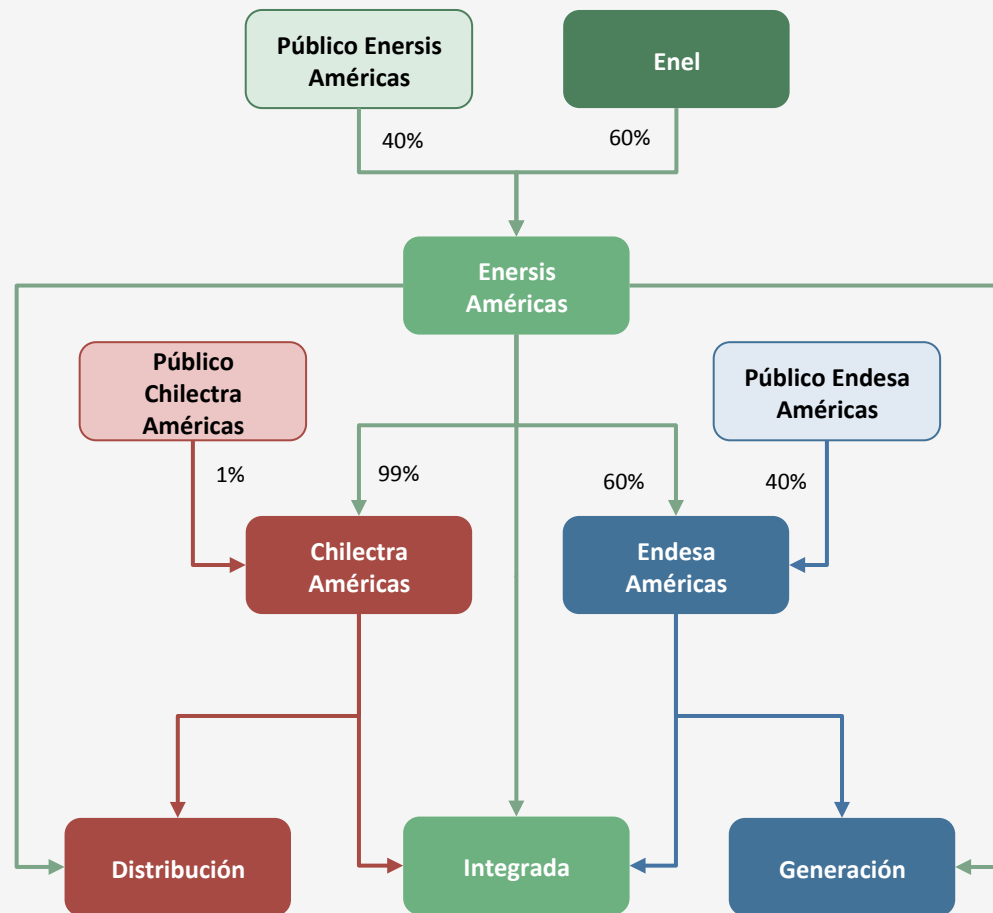 Público Enersis
Américas
Enel
40%
60%
Enersis
Américas
Público
Chilectra
Américas
Público Endesa
Américas
1%
99%
60%
40%
Chilectra
Américas
Endesa
Américas
Distribución
Integrada
Generación